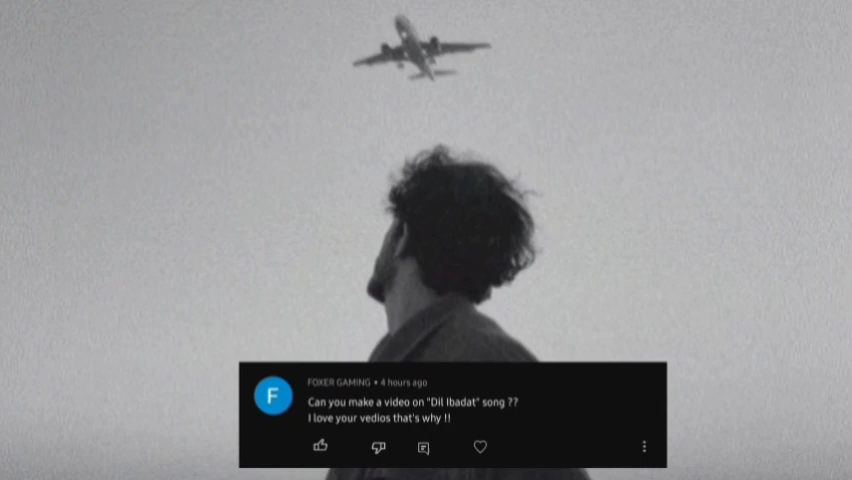 F
FOXER GAMING • 4 hours ago
Can you make a video on "Dil Ibadat" song ??
I love your vedios that's why !!